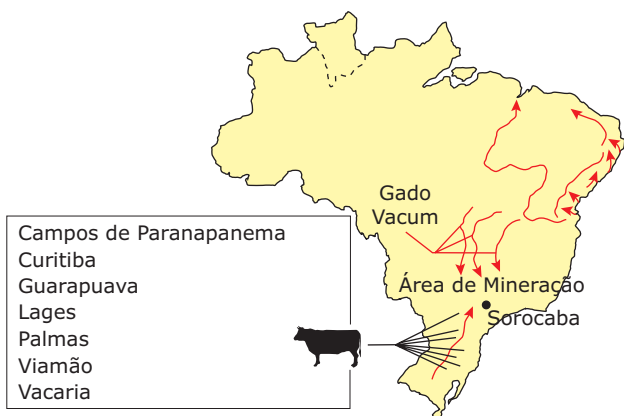 Gado
Vacum
Área de Mineração
Sorocaba
Campos de Paranapanema
Curitiba
Guarapuava
Lages
Palmas
Viamão
Vacaria